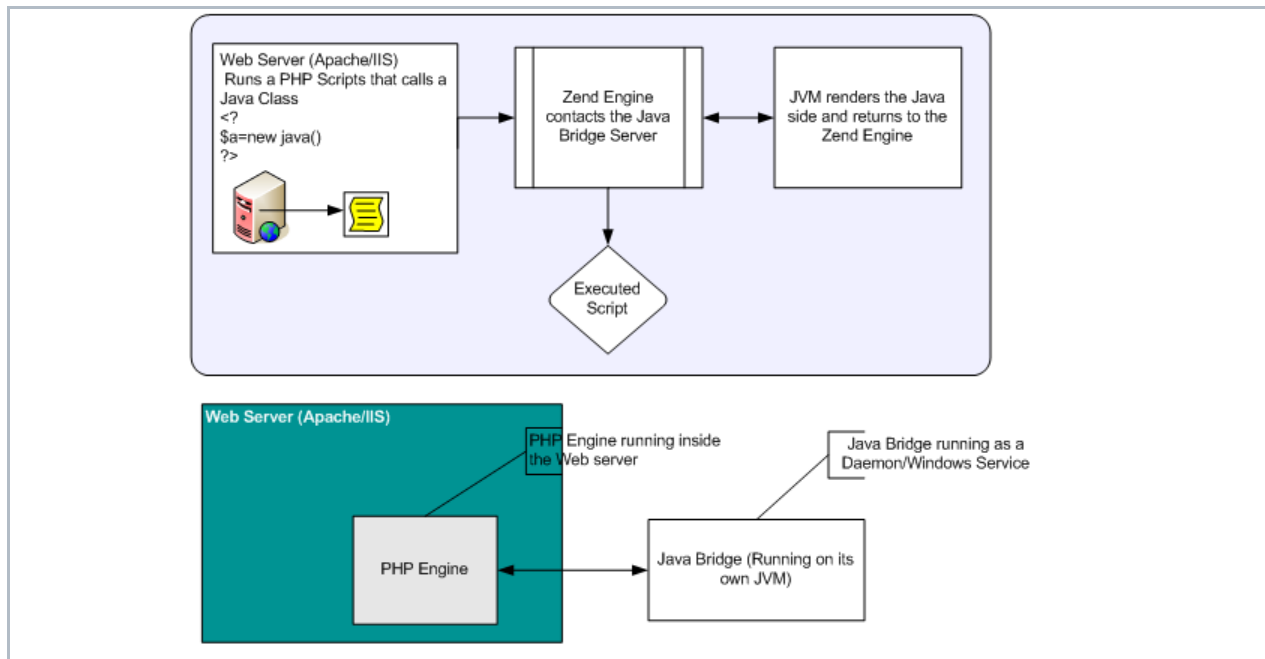 Web Server (Apache/IIS)
Runs a PHP Scripts that calls a
Java Class
<?
$a=new java()
?>
Zend Engine
contacts the Java
Bridge Server
JVM renders the Java
side and returns to the
Zend Engine
Executed
Script
Web Server (Apache/IIS)
PHP Engine running inside
the Web server
Java Bridge running as a
Daemon/Windows Service
PHP Engine
Java Bridge (Running on its
own JVM)